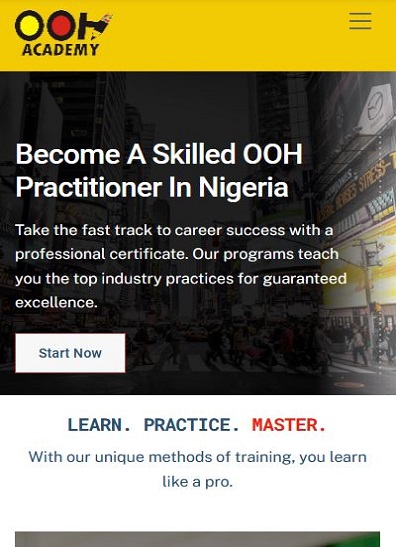 OOH
ACADEMY
Become A Skilled OOH
Practitioner In Nigeria
Take the fast track to career success with a
professional certificate. Our programs teach
you the top industry practices for guaranteed
excellence.
Start Now
LEARN. PRACTICE. MASTER.
With our unique methods of training, you learn
like a pro.